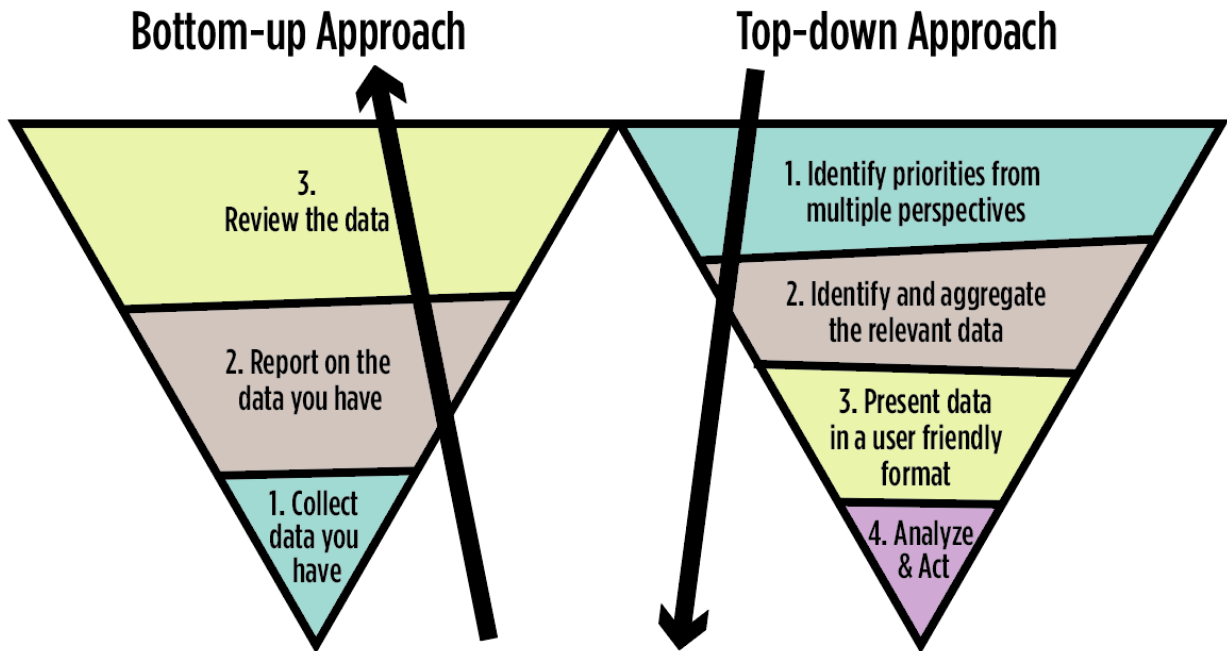 Bottom-up Approach
3.
Review the data
2. Report on the
data you have
1. Collect
data you
have
Top-down Approach
1. Identify priorities from
multiple perspectives
2. Identify and aggregate
the relevant data
3. Present data
in a user friendly
format
4. Analyze
& Act